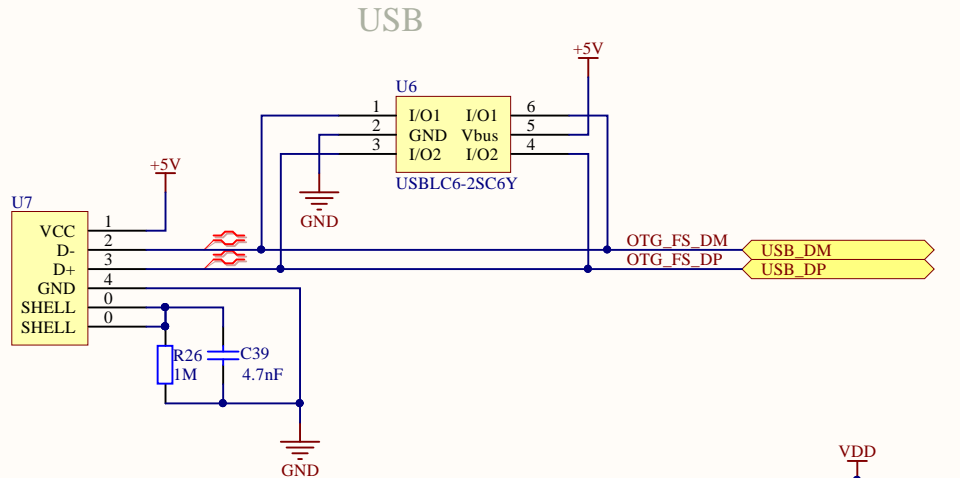 USB
+5V
U6
1 I/O1 I/O1 6
2 GND Vbus 5
3 I/O2 I/O2 4
USBLC6-2SC6Y
GND
+5V
U7
VCC 1
D- 2
D+ 3
GND 4
SHELL 0
SHELL 0
OTG_FS_DM USB_DM
OTG_FS_DP USB_DP
R26 C39
1M 4.7nF
GND
VDD